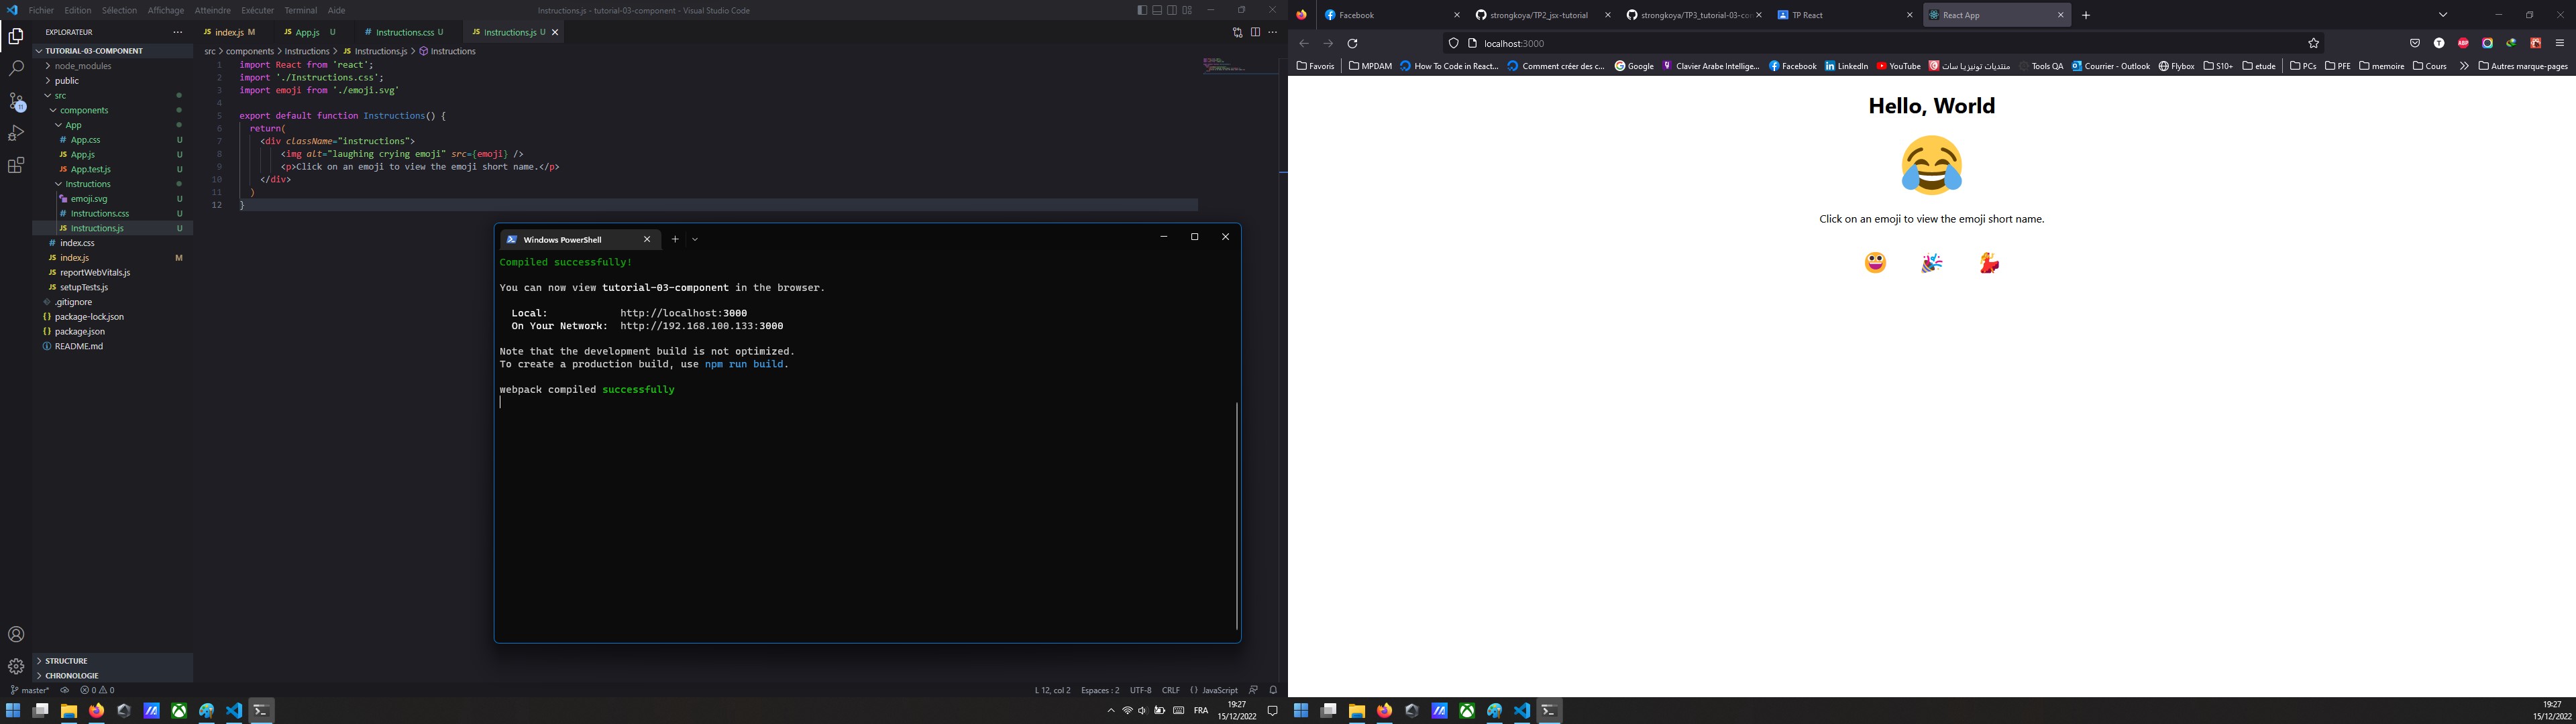 Fichier Edition Sélection Affichage Atteindre Exécuter Terminal Aide
Instructions.js - tutorial-03-component - Visual Studio Code
EXPLORATEUR
TUTORIAL-03-COMPONENT
node_modules
public
src
components
App
App.css U
App.js U
App.test.js U
Instructions
emoji.svg U
Instructions.css U
Instructions.js U
index.css
index.js M
reportWebVitals.js
setupTests.js
.gitignore
package-lock.json
package.json
README.md
STRUCTURE
CHRONOLOGIE
index.js M
App.js U
Instructions.css U
Instructions.js U
src > components > Instructions > Instructions.js > Instructions
1 import React from 'react';
2 import './Instructions.css';
3 import emoji from './emoji.svg'
4
5 export default function Instructions() {
6 return(
7 <div className="instructions">
8 <img alt="laughing crying emoji" src={emoji} />
9 <p>Click on an emoji to view the emoji short name.</p>
10 </div>
11 )
12 }
Windows PowerShell
Compiled successfully!
You can now view tutorial-03-component in the browser.
Local: http://localhost:3000
On Your Network: http://192.168.100.133:3000
Note that the development build is not optimized.
To create a production build, use npm run build.
webpack compiled successfully
master* 0 0
L 12, col 2 Espaces : 2 UTF-8 CRLF {} JavaScript
FRA
19:27
15/12/2022
Facebook
strongkoya/TP2_jsx-tutorial
strongkoya/TP3_tutorial-03-con
TP React
React App
localhost:3000
Favoris MPDAM How To Code in React... Comment créer des c... Google Clavier Arabe Intellige... Facebook LinkedIn YouTube منتديات تونيزيا سات Tools QA Courrier - Outlook Flybox S10+ etude PCs PFE memoire Cours Autres marque-pages
Hello, World
Click on an emoji to view the emoji short name.
19:27
15/12/2022